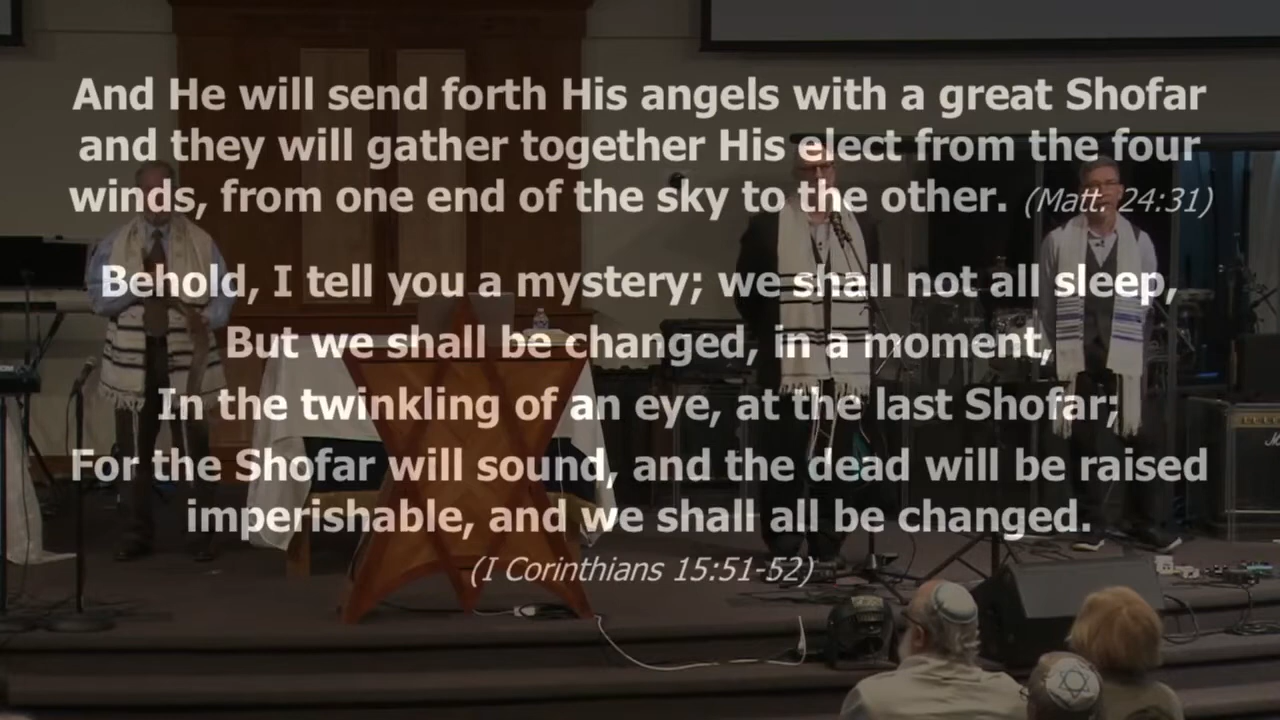 And He will send forth His angels with a great Shofar
and they will gather together His elect from the four
winds, from one end of the sky to the other. (Matt. 24:31)
Behold, I tell you a mystery; we shall not all sleep,
But we shall be changed, in a moment,
In the twinkling of an eye, at the last Shofar;
For the Shofar will sound, and the dead will be raised
imperishable, and we shall all be changed.
(I Corinthians 15:51-52)